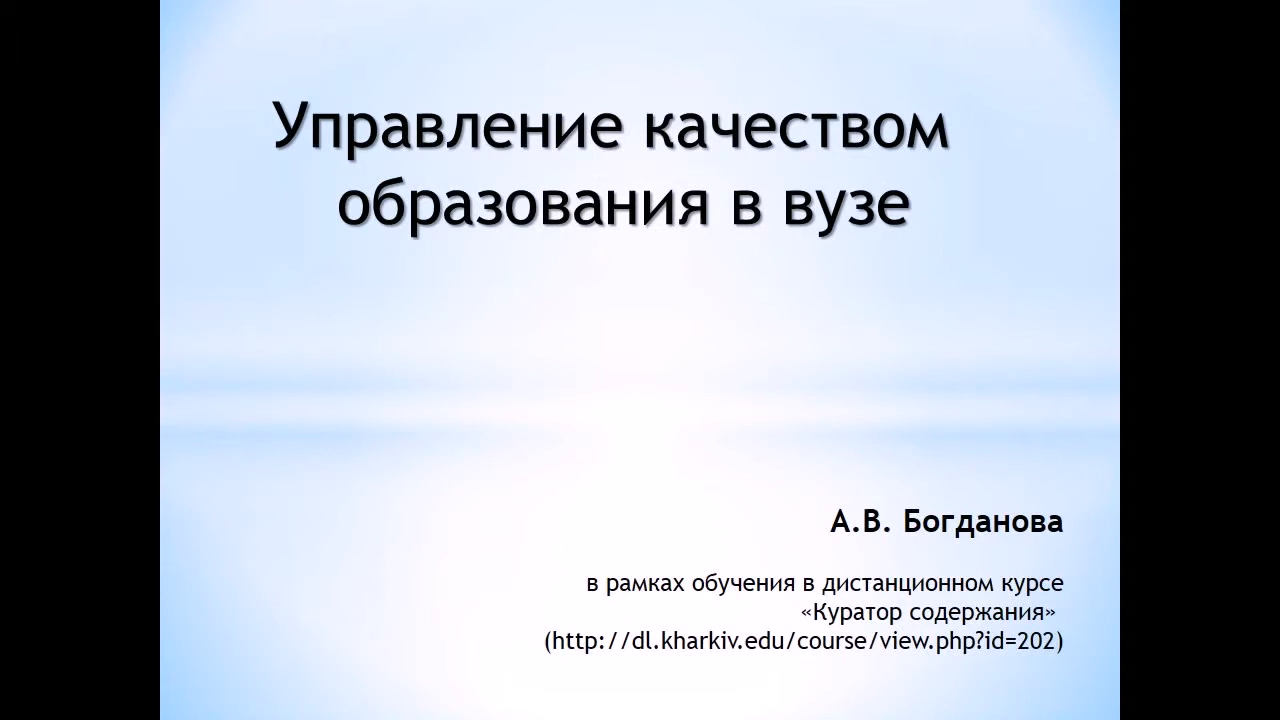 Управление качеством
образования в вузе
А.В. Богданова
в рамках обучения в дистанционном курсе
«Куратор содержания»
(http://dl.kharkiv.edu/course/view.php?id=202)